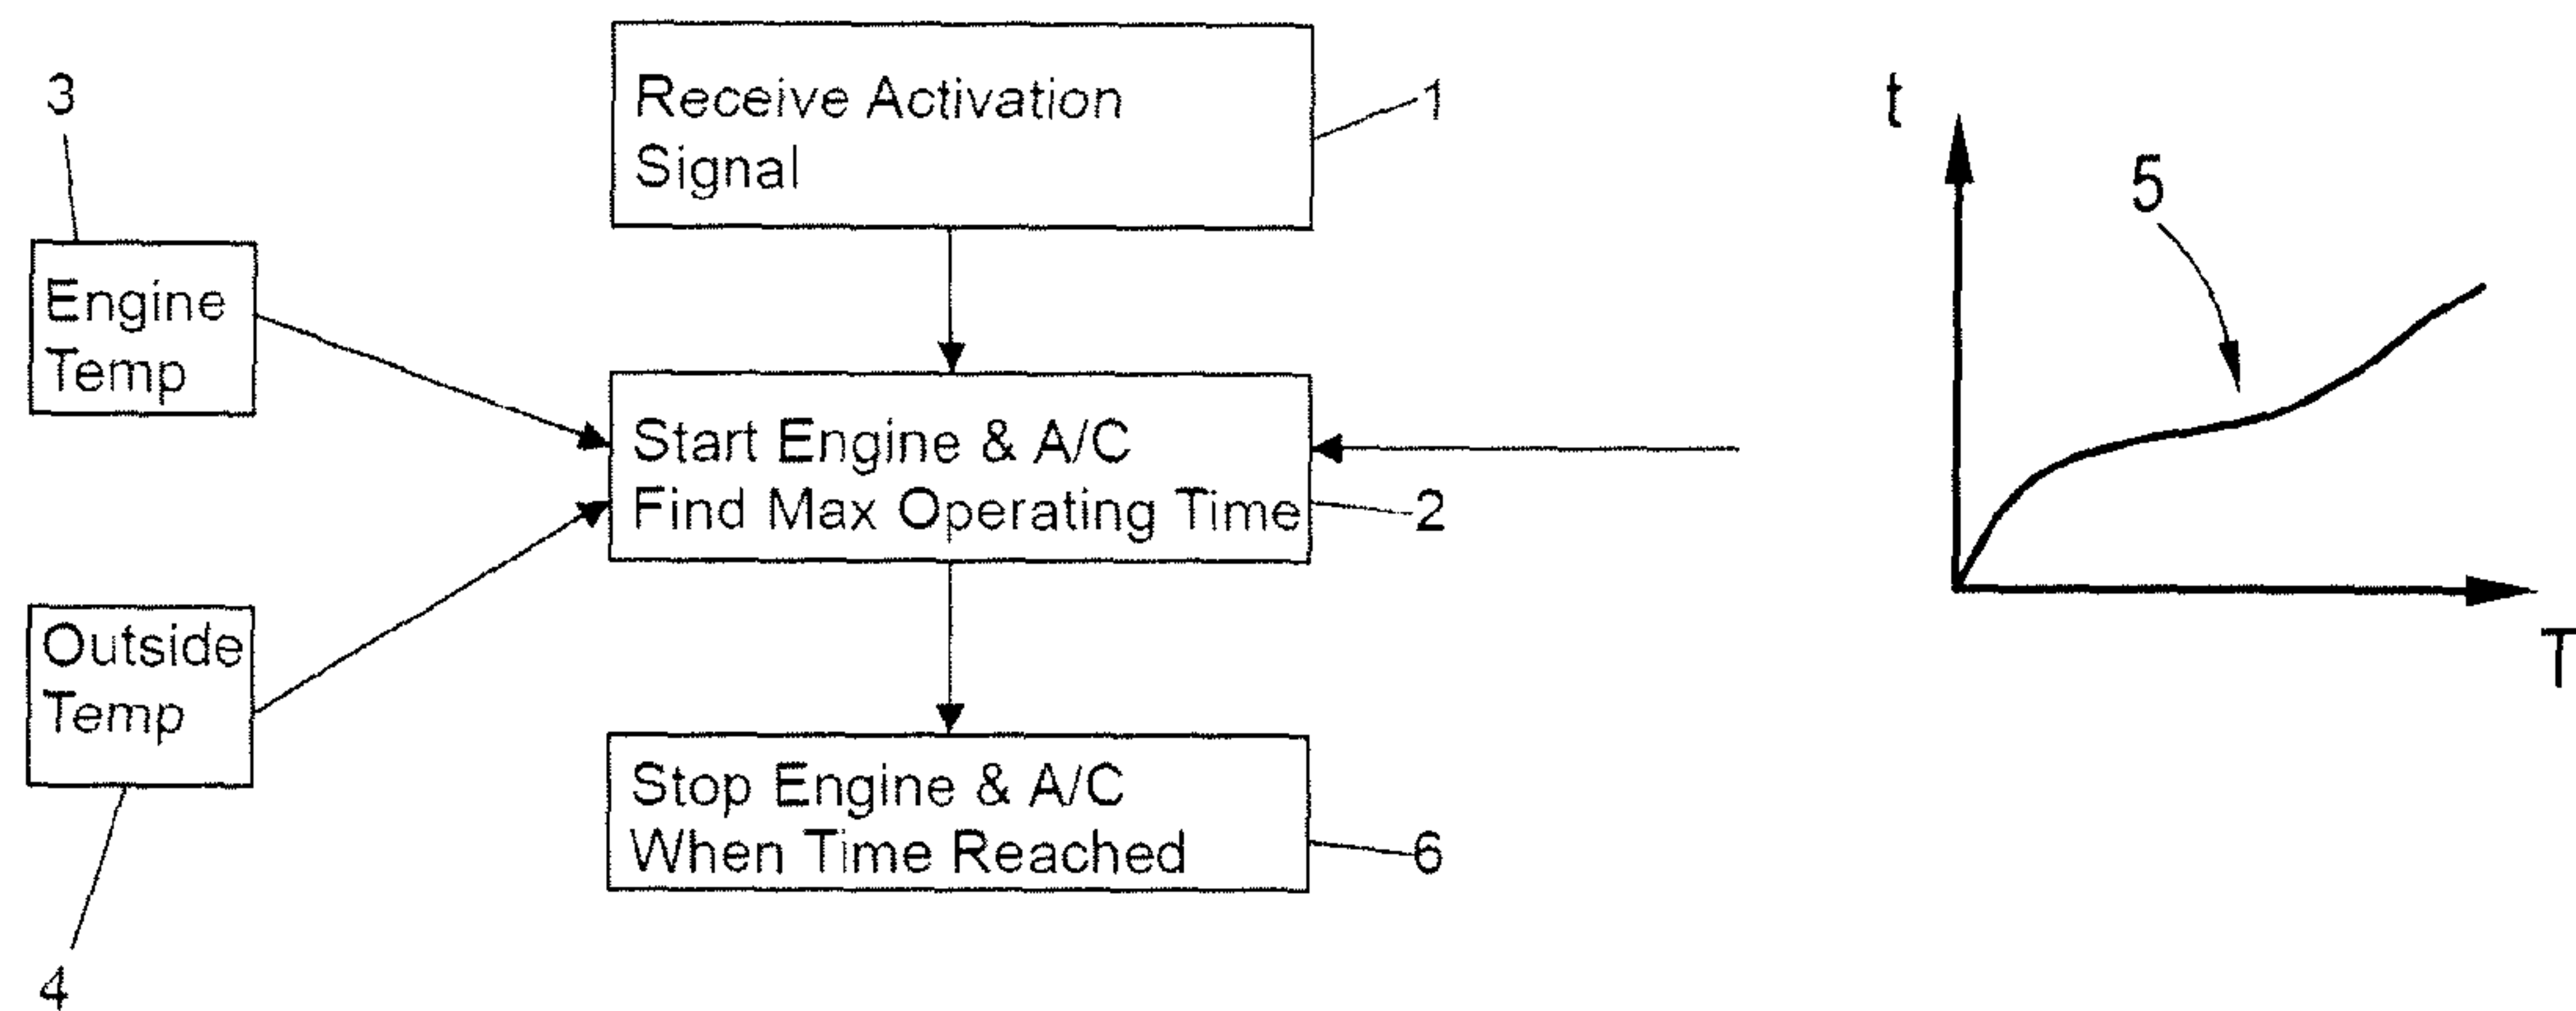 3
Receive Activation
Signal
1
t
5
Engine
Temp
Start Engine & A/C
Find Max Operating Time
2
T
Outside
Temp
Stop Engine & A/C
When Time Reached
6
4